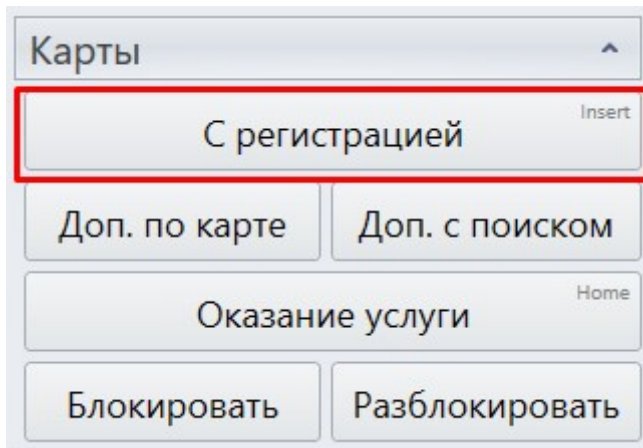 Карты
С регистрацией Insert
Доп. по карте Доп. с поиском
Оказание услуги Home
Блокировать Разблокировать